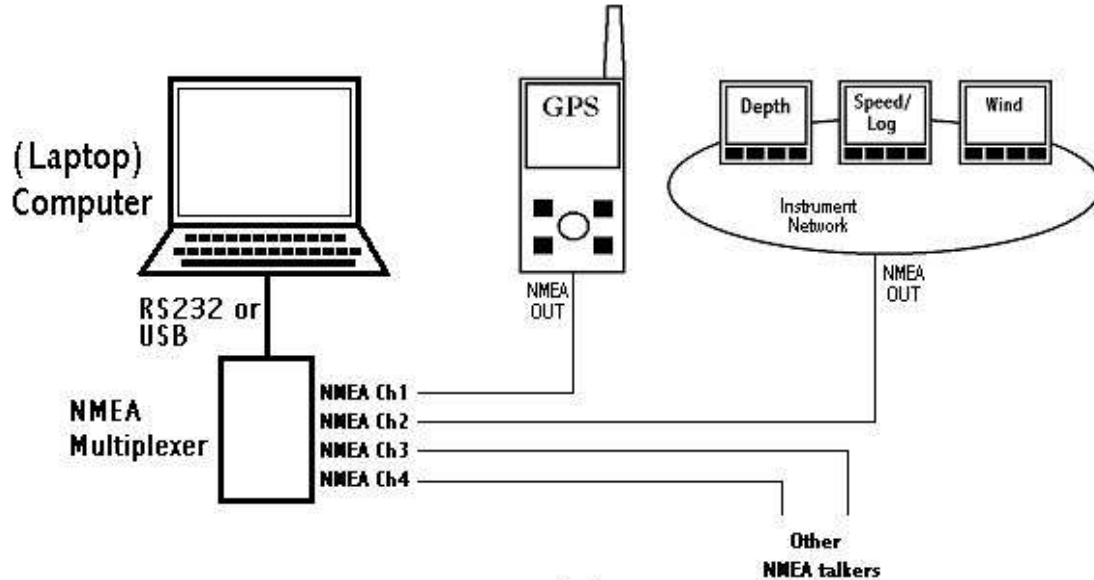 GPS
Depth
Speed/
Log
Wind
(Laptop)
Computer
Instrument
Network
NMEA
OUT
NMEA
OUT
RS232 or
USB
NMEA
Multiplexer
NMEA Ch1
NMEA Ch2
NMEA Ch3
NMEA Ch4
Other
NMEA talkers